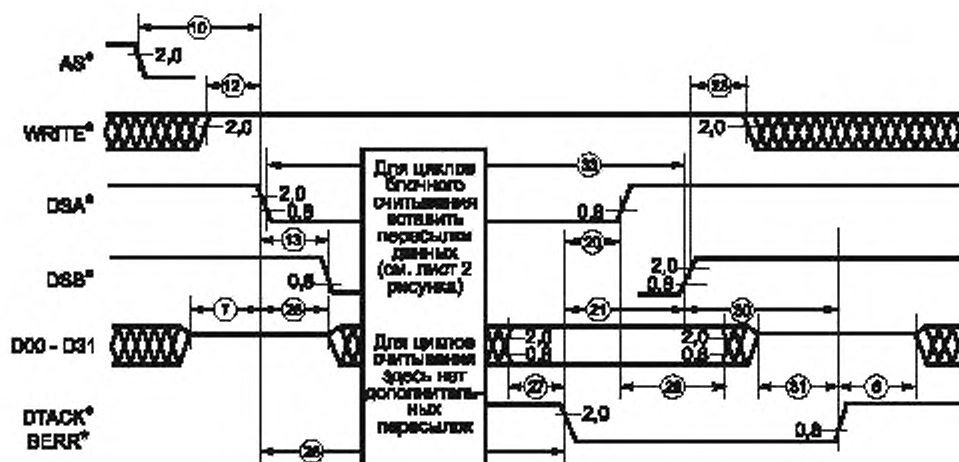 10
AS*
2,0
12
23
WRITE*
2,0
2,0
33
Для циклов
блочного
считывания
вставить
пересылки
данных
(см. лист 2
рисунка)
DSA*
2,0
0,8
0,8
13
20
DSB*
0,8
2,0
0,8
7
21
30
D00 - D31
2,0
0,8
2,0
0,8
Для циклов
считывания
здесь нет
дополнитель-
ных
пересылок
27
31
6
DTACK*
BERR*
2,0
0,8